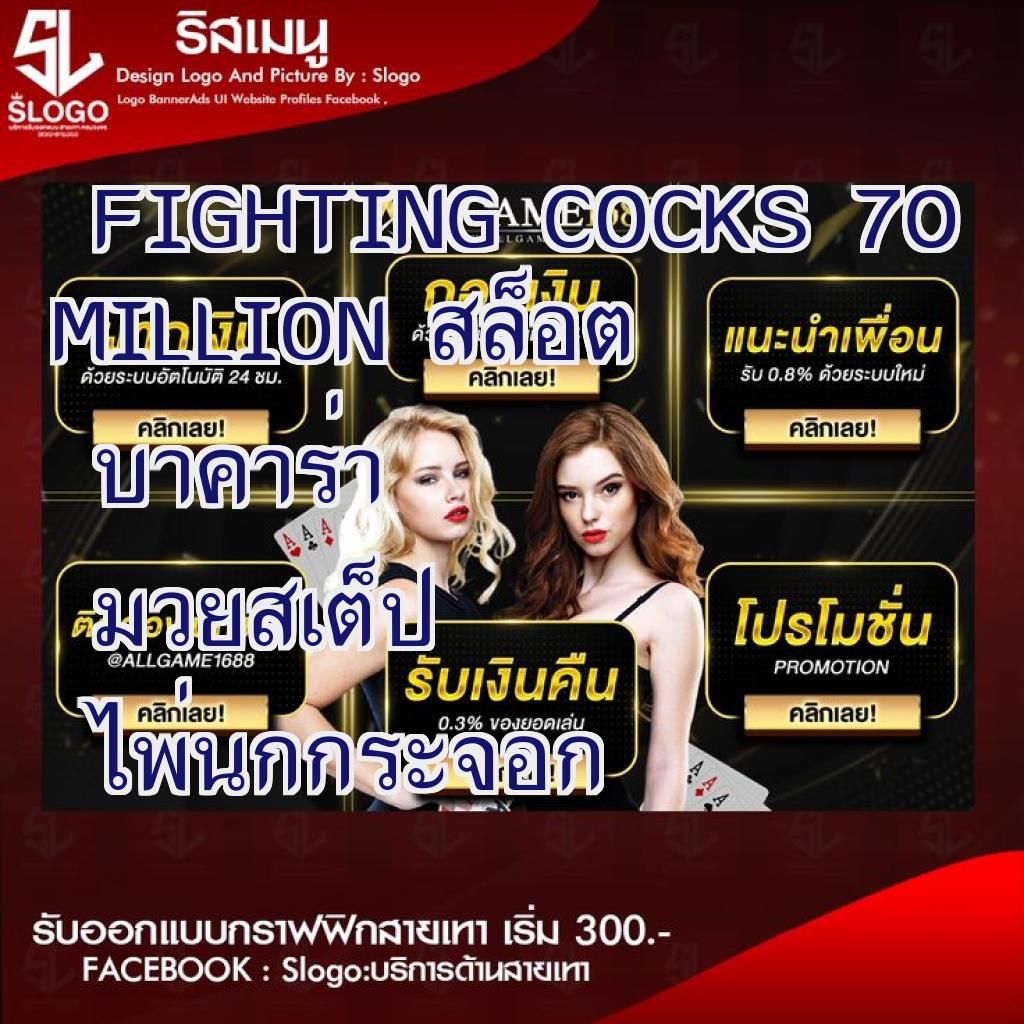 SL
SLOGO
ริสเมนู
Design Logo And Picture By : Slogo
Logo BannerAds UI Website Profiles Facebook .
FIGHTING COCKS 70
MILLION สล็อต
บาคาร่า
มวยสเต็ป
ไพ่นกกระจอก
ด้วยระบบอัตโนมัติ 24 ชม.
คลิกเลย!
คลิกเลย!
แนะนำเพื่อน
รับ 0.8% ด้วยระบบใหม่
คลิกเลย!
@ALLGAME1688
คลิกเลย!
รับเงินคืน
0.3% ของยอดเล่น
โปรโมชั่น
PROMOTION
คลิกเลย!
รับออกแบบกราฟฟิกสายเทา เริ่ม 300.-
FACEBOOK : Slogo:บริการด้านสายเทา